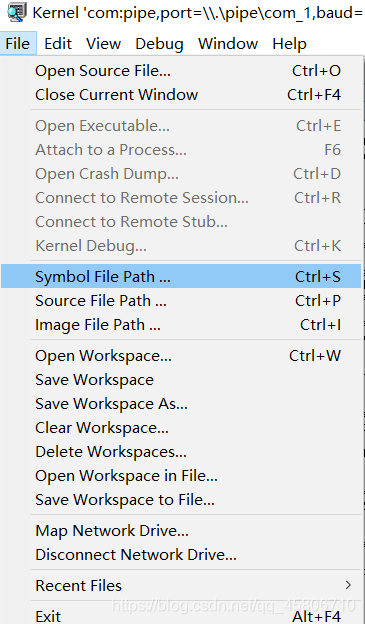 Kernel 'com:pipe,port=\\.\pipe\com_1,baud=
File Edit View Debug Window Help
Open Source File... Ctrl+O
Close Current Window Ctrl+F4
Open Executable... Ctrl+E
Attach to a Process... F6
Open Crash Dump... Ctrl+D
Connect to Remote Session... Ctrl+R
Connect to Remote Stub...
Kernel Debug... Ctrl+K
Symbol File Path ... Ctrl+S
Source File Path ... Ctrl+P
Image File Path ... Ctrl+I
Open Workspace... Ctrl+W
Save Workspace
Save Workspace As...
Clear Workspace...
Delete Workspaces...
Open Workspace in File...
Save Workspace to File...
Map Network Drive...
Disconnect Network Drive...
Recent Files
Exit Alt+F4
https://blog.csdn.net/qq_45806710